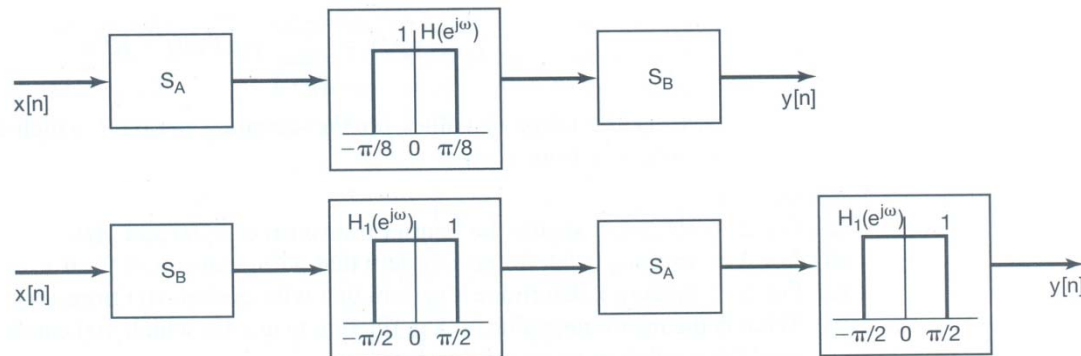 1 H(e^{jω})
S_A
S_B
x[n]
y[n]
−π/8 0 π/8
H_1(e^{jω}) 1
H_1(e^{jω}) 1
S_B
S_A
x[n]
y[n]
−π/2 0 π/2
−π/2 0 π/2